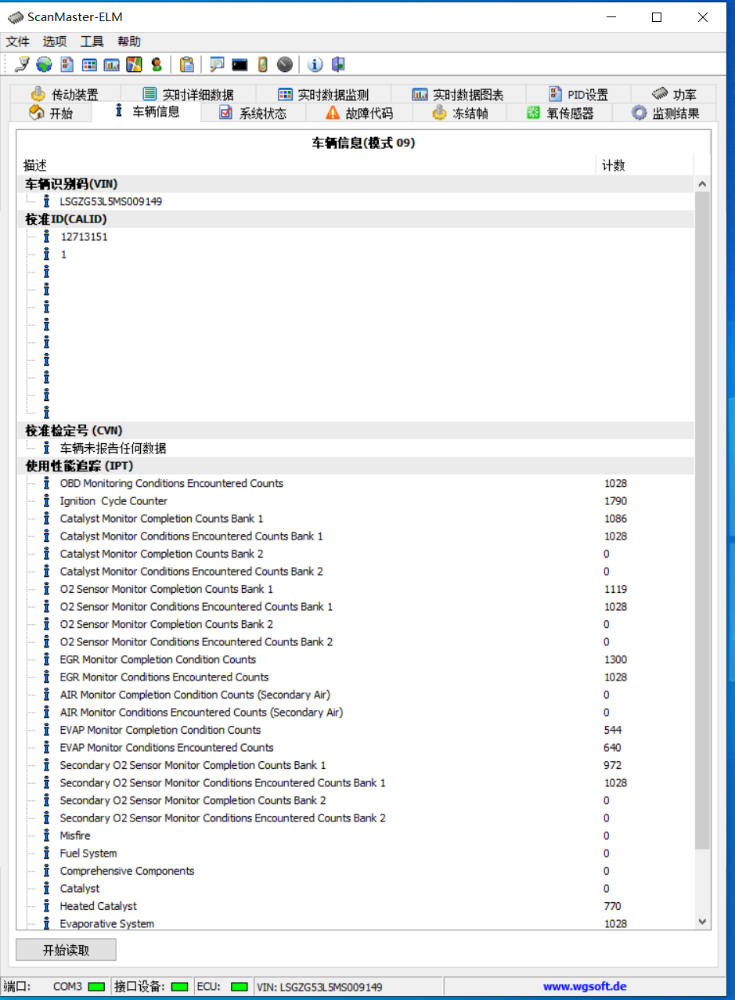 ScanMaster-ELM
文件 选项 工具 帮助
传动装置 实时详细数据 实时数据监测 实时数据图表 PID设置 功率
开始 车辆信息 系统状态 故障代码 冻结帧 氧传感器 监测结果
车辆信息(模式 09)
描述 计数
车辆识别码(VIN)
LSGZG53L5MS009149
校准ID(CALID)
12713151
1
校准检定号 (CVN)
车辆未报告任何数据
使用性能追踪 (IPT)
OBD Monitoring Conditions Encountered Counts 1028
Ignition Cycle Counter 1790
Catalyst Monitor Completion Counts Bank 1 1086
Catalyst Monitor Conditions Encountered Counts Bank 1 1028
Catalyst Monitor Completion Counts Bank 2 0
Catalyst Monitor Conditions Encountered Counts Bank 2 0
O2 Sensor Monitor Completion Counts Bank 1 1119
O2 Sensor Monitor Conditions Encountered Counts Bank 1 1028
O2 Sensor Monitor Completion Counts Bank 2 0
O2 Sensor Monitor Conditions Encountered Counts Bank 2 0
EGR Monitor Completion Condition Counts 1300
EGR Monitor Conditions Encountered Counts 1028
AIR Monitor Completion Condition Counts (Secondary Air) 0
AIR Monitor Conditions Encountered Counts (Secondary Air) 0
EVAP Monitor Completion Condition Counts 544
EVAP Monitor Conditions Encountered Counts 640
Secondary O2 Sensor Monitor Completion Counts Bank 1 972
Secondary O2 Sensor Monitor Conditions Encountered Counts Bank 1 1028
Secondary O2 Sensor Monitor Completion Counts Bank 2 0
Secondary O2 Sensor Monitor Conditions Encountered Counts Bank 2 0
Misfire 0
Fuel System 0
Comprehensive Components 0
Catalyst 0
Heated Catalyst 770
Evaporative System 1028
开始读取
端口: COM3 接口设备: ECU: VIN: LSGZG53L5MS009149 www.wgsoft.de